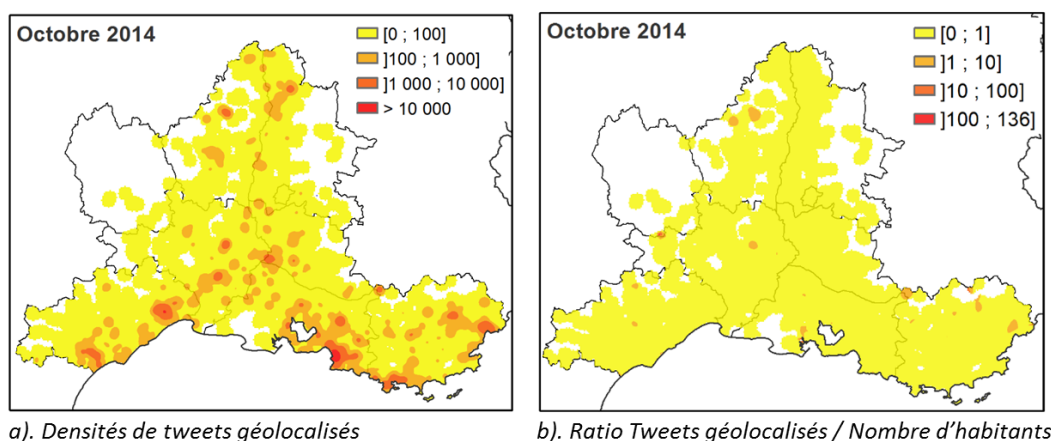 Octobre 2014
[0 ; 100]
]100 ; 1 000]
]1 000 ; 10 000]
> 10 000
a). Densités de tweets géolocalisés
Octobre 2014
[0 ; 1]
]1 ; 10]
]10 ; 100]
]100 ; 136]
b). Ratio Tweets géolocalisés / Nombre d'habitants